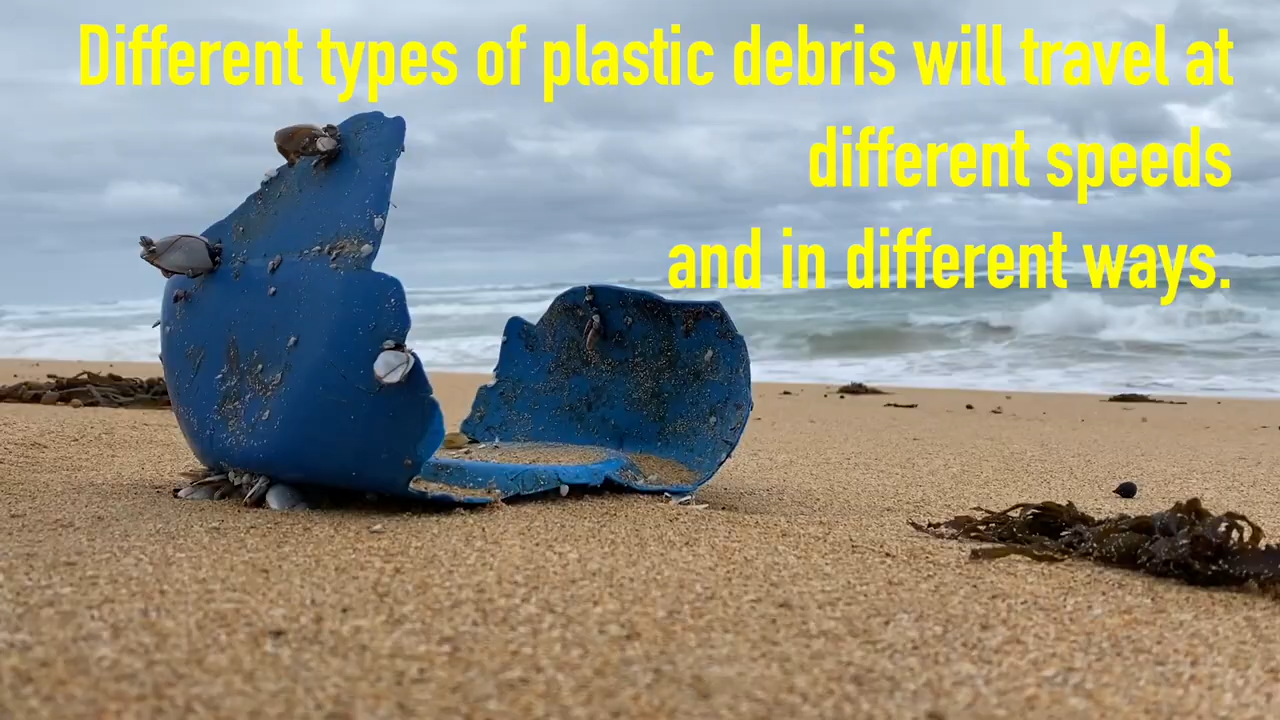 Different types of plastic debris will travel at
different speeds
and in different ways.